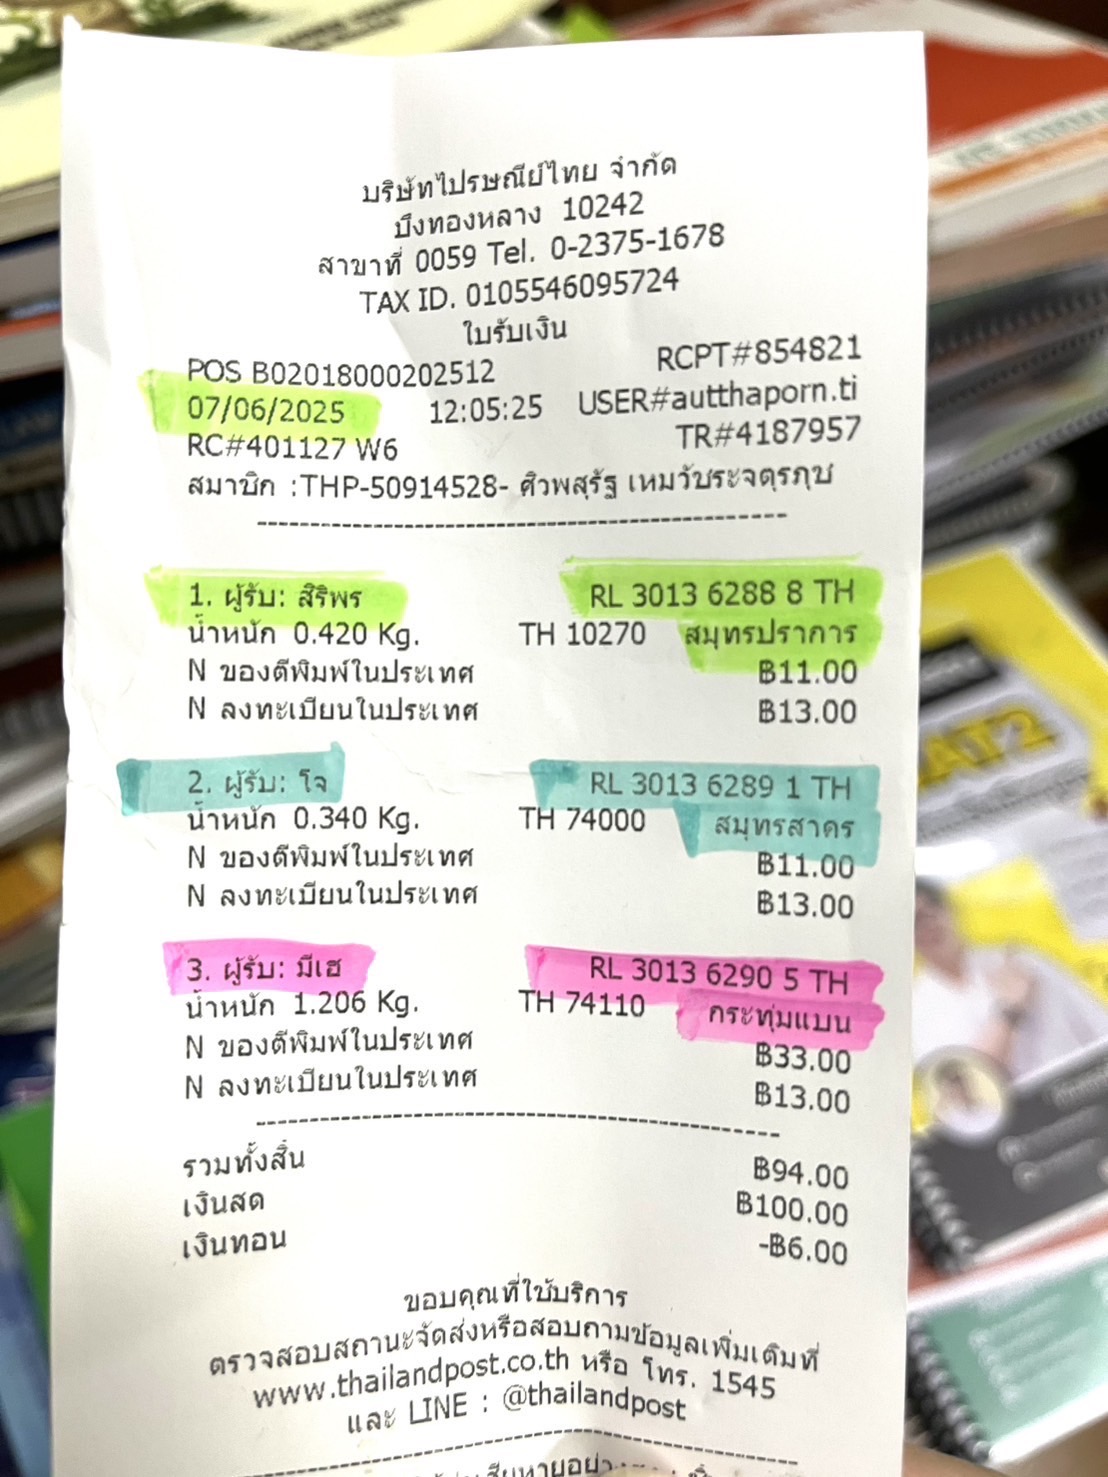 บริษัทไปรษณีย์ไทย จำกัด
บึงทองหลาง 10242
สาขาที่ 0059 Tel. 0-2375-1678
TAX ID. 0105546095724
ใบรับเงิน
POS B02018000202512 RCPT#854821
07/06/2025 12:05:25 USER#autthaporn.ti
RC#401127 W6 TR#4187957
สมาชิก :THP-50914528- ศิวพสุรัฐ เหมวัชระจตุรภุช
1. ผู้รับ: สิริพร RL 3013 6288 8 TH
น้ำหนัก 0.420 Kg. TH 10270 สมุทรปราการ
N ของตีพิมพ์ในประเทศ ฿11.00
N ลงทะเบียนในประเทศ ฿13.00
2. ผู้รับ: โจ RL 3013 6289 1 TH
น้ำหนัก 0.340 Kg. TH 74000 สมุทรสาคร
N ของตีพิมพ์ในประเทศ ฿11.00
N ลงทะเบียนในประเทศ ฿13.00
3. ผู้รับ: มีเฮ RL 3013 6290 5 TH
น้ำหนัก 1.206 Kg. TH 74110 กระทุ่มแบน
N ของตีพิมพ์ในประเทศ ฿33.00
N ลงทะเบียนในประเทศ ฿13.00
รวมทั้งสิ้น ฿94.00
เงินสด ฿100.00
เงินทอน -฿6.00
ขอบคุณที่ใช้บริการ
ตรวจสอบสถานะจัดส่งหรือสอบถามข้อมูลเพิ่มเติมที่
www.thailandpost.co.th หรือ โทร. 1545
และ LINE : @thailandpost
AT2